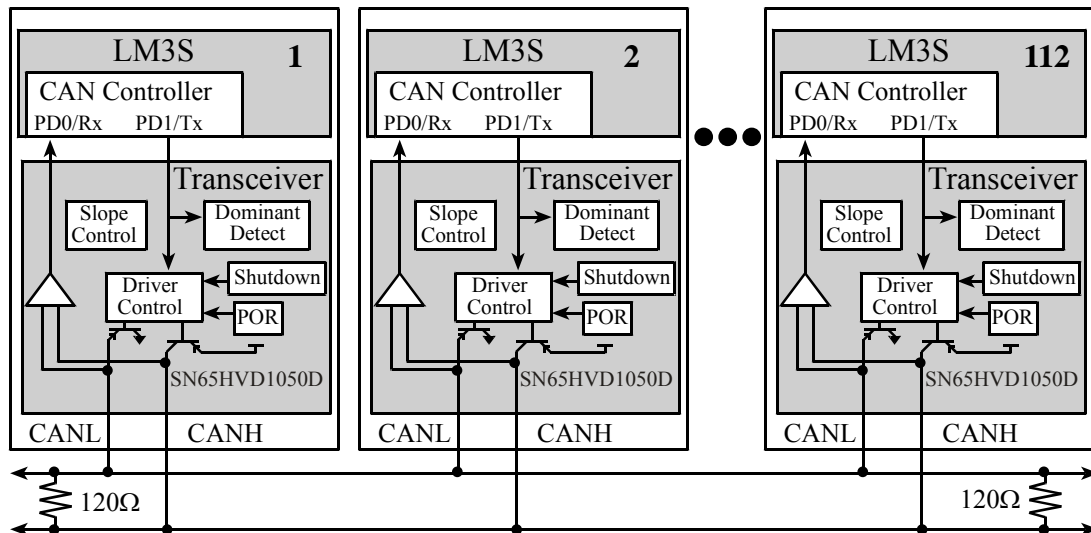 LM3S 1
CAN Controller
PD0/Rx PD1/Tx
Transceiver
Slope
Control
Dominant
Detect
Driver
Control
Shutdown
POR
SN65HVD1050D
CANL CANH
LM3S 2
CAN Controller
PD0/Rx PD1/Tx
Transceiver
Slope
Control
Dominant
Detect
Driver
Control
Shutdown
POR
SN65HVD1050D
CANL CANH
LM3S 112
CAN Controller
PD0/Rx PD1/Tx
Transceiver
Slope
Control
Dominant
Detect
Driver
Control
Shutdown
POR
SN65HVD1050D
CANL CANH
120Ω
120Ω